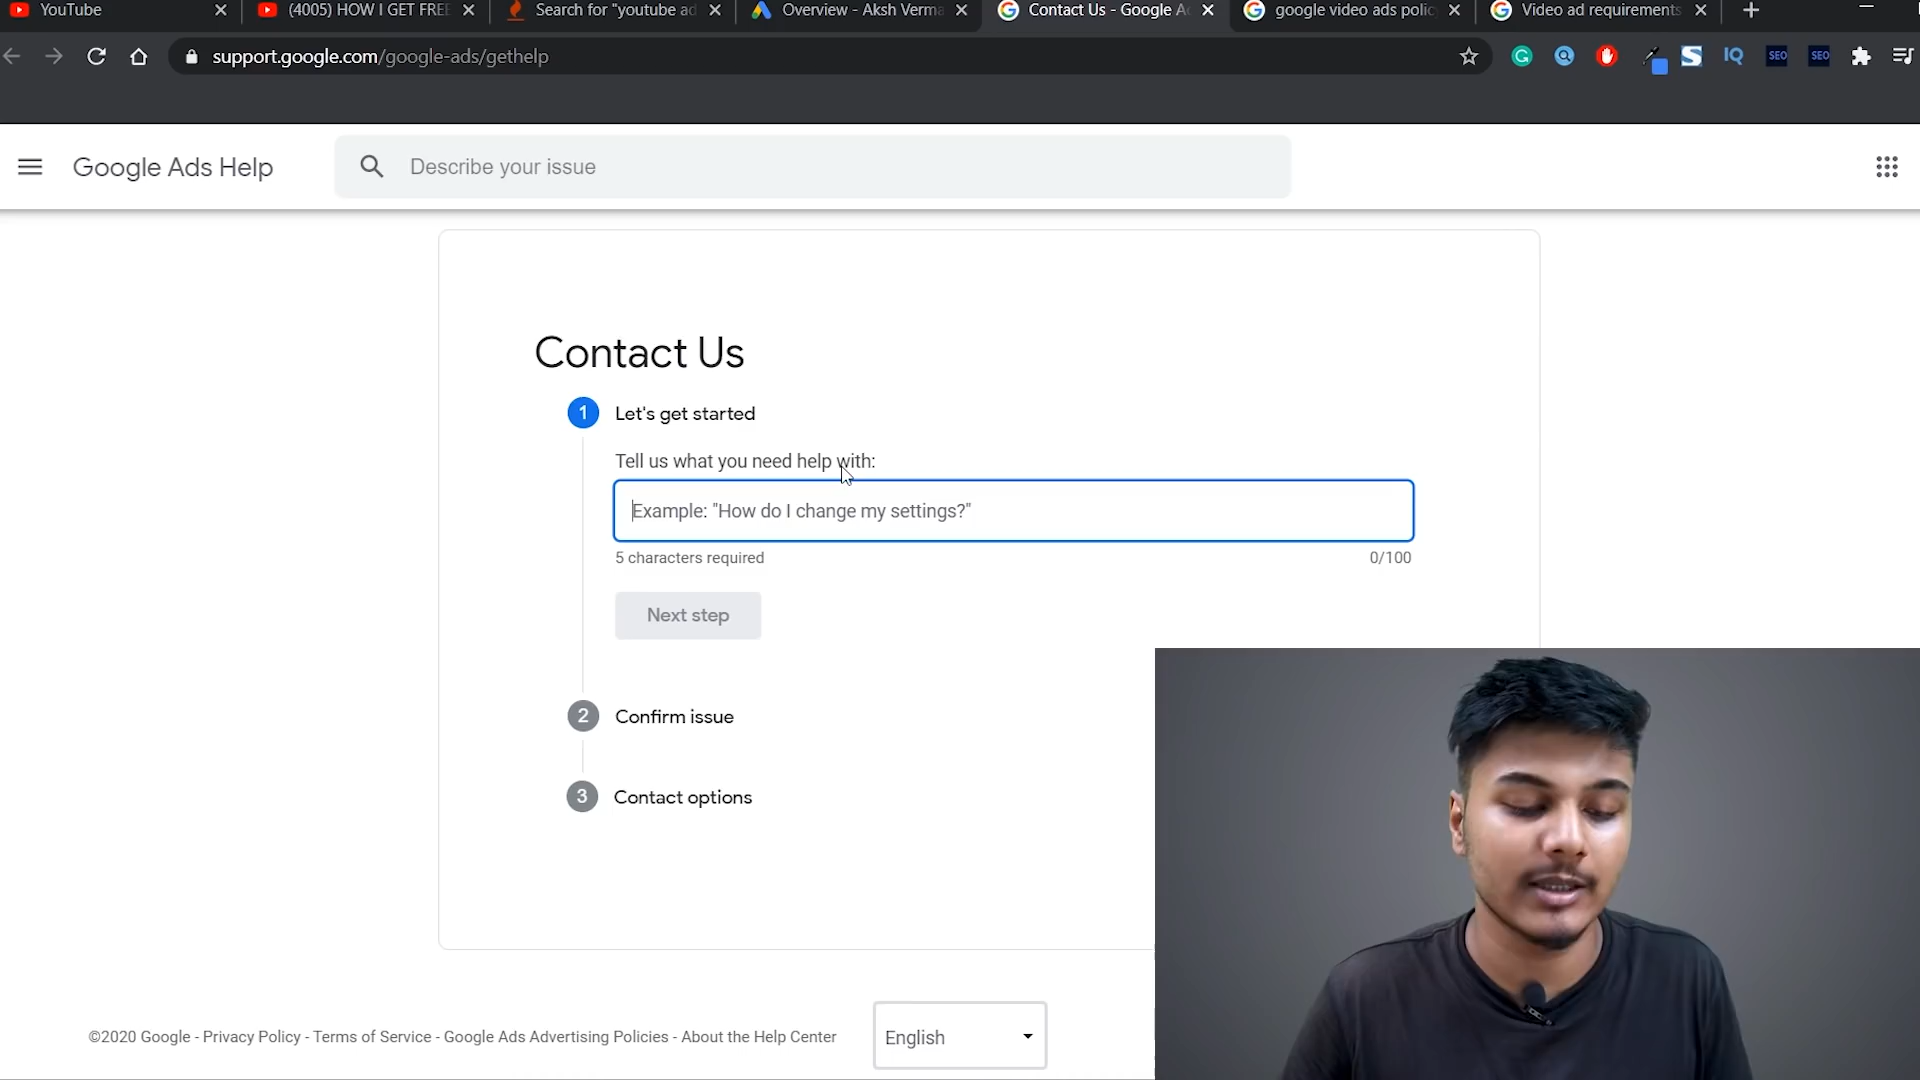 YouTube
(4005) HOW I GET FREE
Search for "youtube ad
Overview - Aksh Verma
Contact Us - Google A
google video ads polic
Video ad requirements
support.google.com/google-ads/gethelp
IQ
SEO
SEO
Google Ads Help
Describe your issue
Contact Us
1 Let's get started
Tell us what you need help with:
Example: "How do I change my settings?"
5 characters required
0/100
Next step
2 Confirm issue
3 Contact options
©2020 Google - Privacy Policy - Terms of Service - Google Ads Advertising Policies - About the Help Center
English